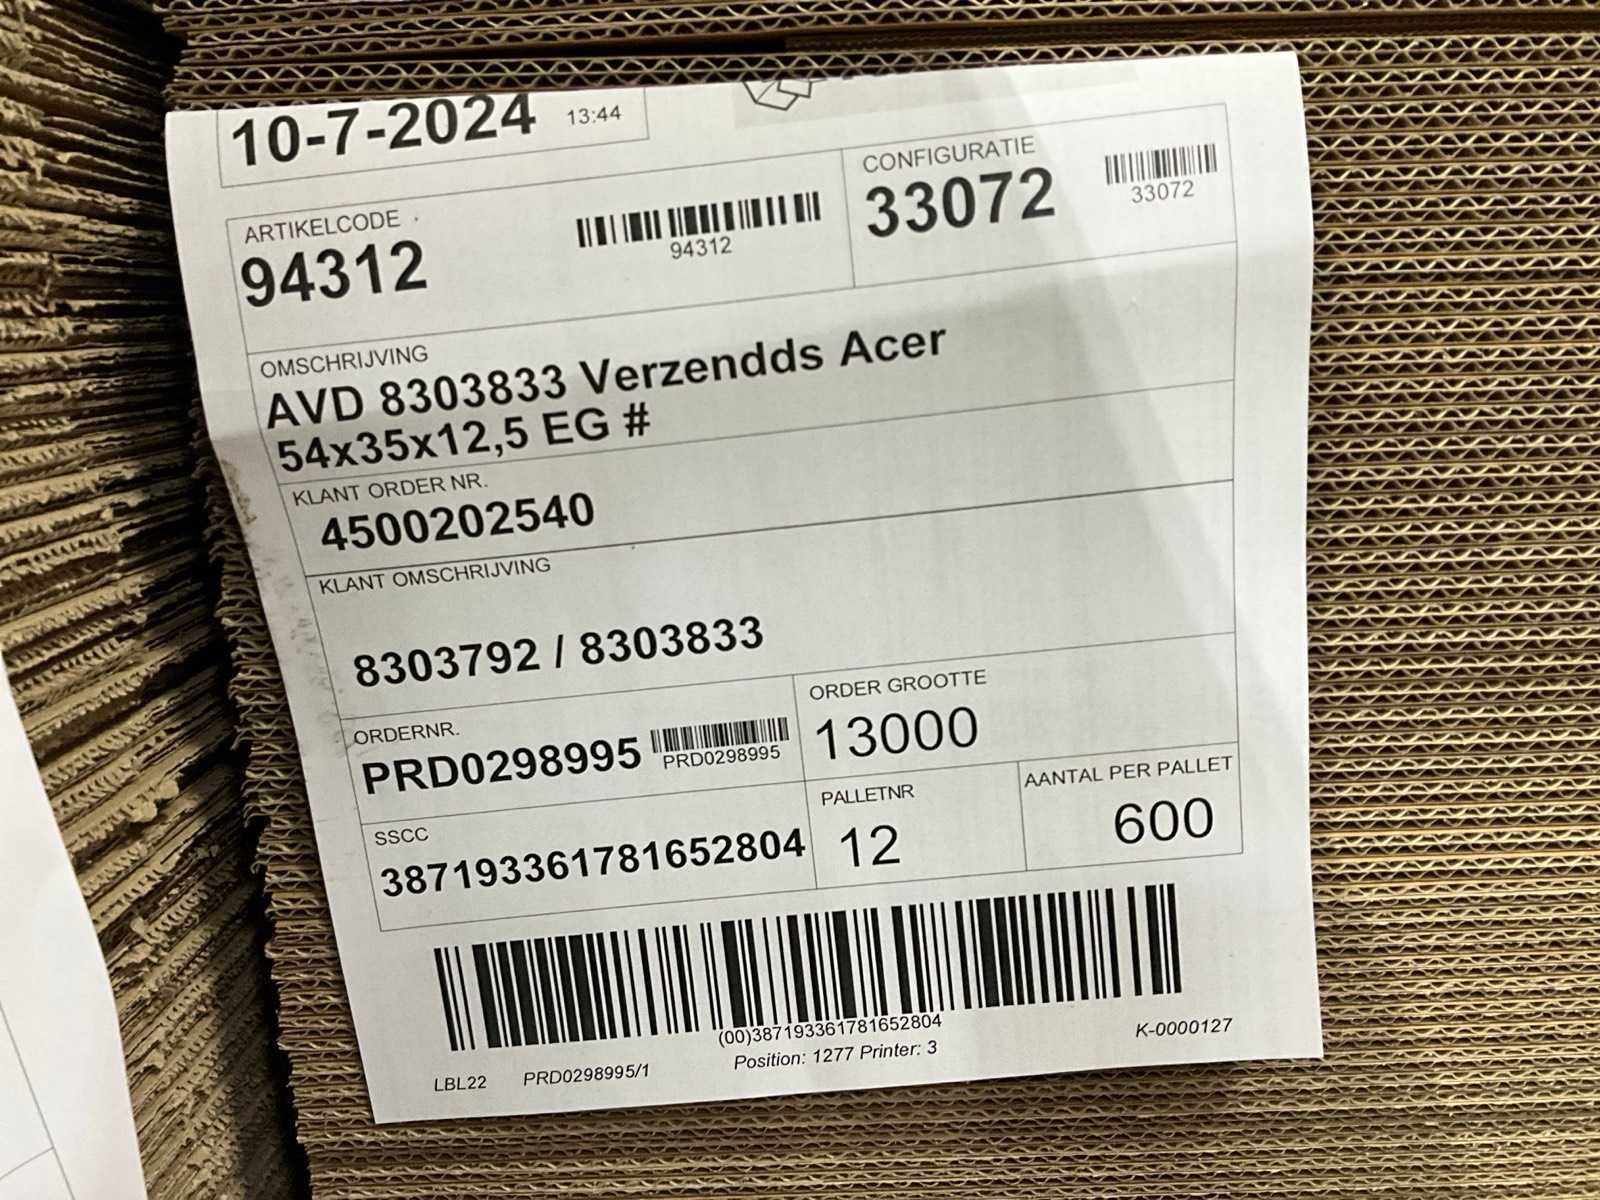 10-7-2024 13:44
ARTIKELCODE
94312
94312
CONFIGURATIE
33072
33072
OMSCHRIJVING
AVD 8303833 Verzendds Acer
54x35x12,5 EG #
KLANT ORDER NR.
4500202540
KLANT OMSCHRIJVING
8303792 / 8303833
ORDERNR.
PRD0298995
PRD0298995
ORDER GROOTTE
13000
SSCC
387193361781652804
PALLETNR
12
AANTAL PER PALLET
600
(00)387193361781652804
LBL22 PRD0298995/1 Position: 1277 Printer: 3 K-0000127